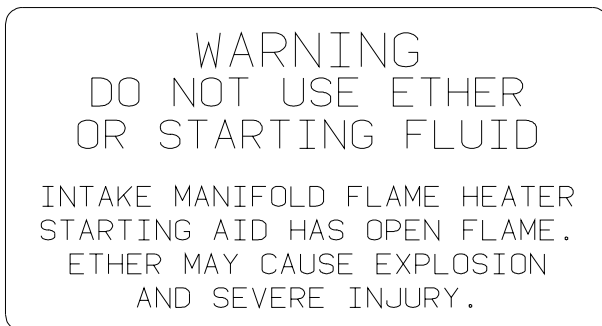 WARNING
DO NOT USE ETHER
OR STARTING FLUID
INTAKE MANIFOLD FLAME HEATER
STARTING AID HAS OPEN FLAME.
ETHER MAY CAUSE EXPLOSION
AND SEVERE INJURY.